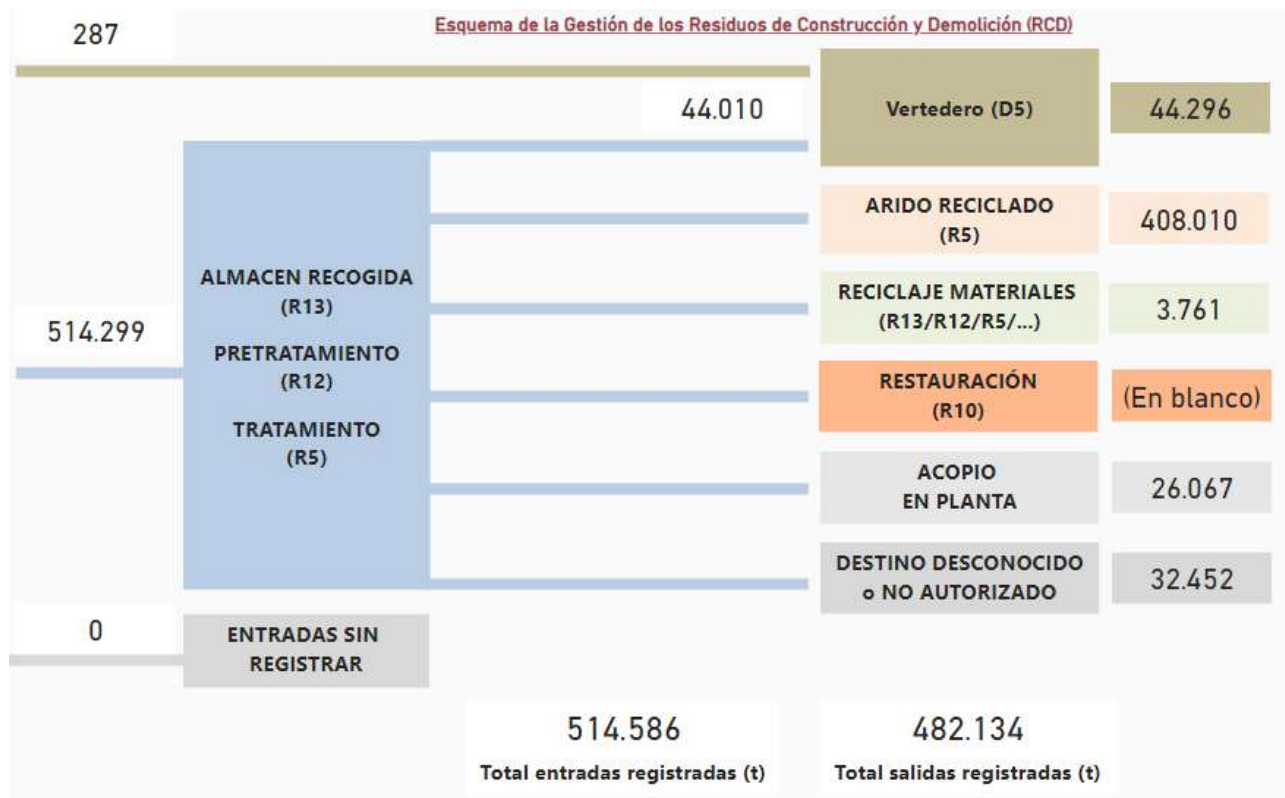 Esquema de la Gestión de los Residuos de Construcción y Demolición (RCD)
287
44.010
Vertedero (D5)
44.296
ARIDO RECICLADO
(R5)
408.010
ALMACEN RECOGIDA
(R13)
PRETRATAMIENTO
(R12)
TRATAMIENTO
(R5)
514.299
RECICLAJE MATERIALES
(R13/R12/R5/...)
3.761
RESTAURACIÓN
(R10)
(En blanco)
ACOPIO
EN PLANTA
26.067
DESTINO DESCONOCIDO
o NO AUTORIZADO
32.452
0
ENTRADAS SIN
REGISTRAR
514.586
Total entradas registradas (t)
482.134
Total salidas registradas (t)